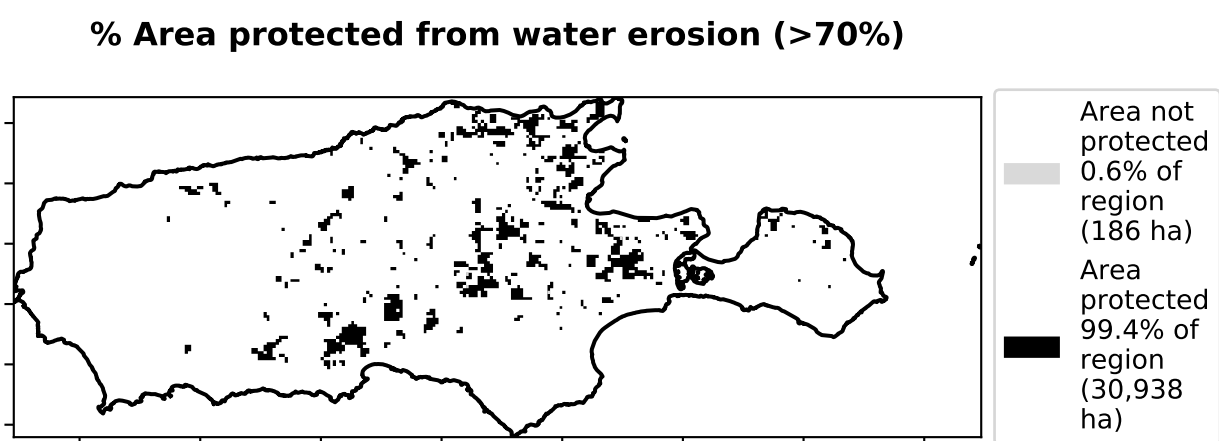 % Area protected from water erosion (>70%)
Area not
protected
0.6% of
region
(186 ha)
Area
protected
99.4% of
region
(30,938
ha)